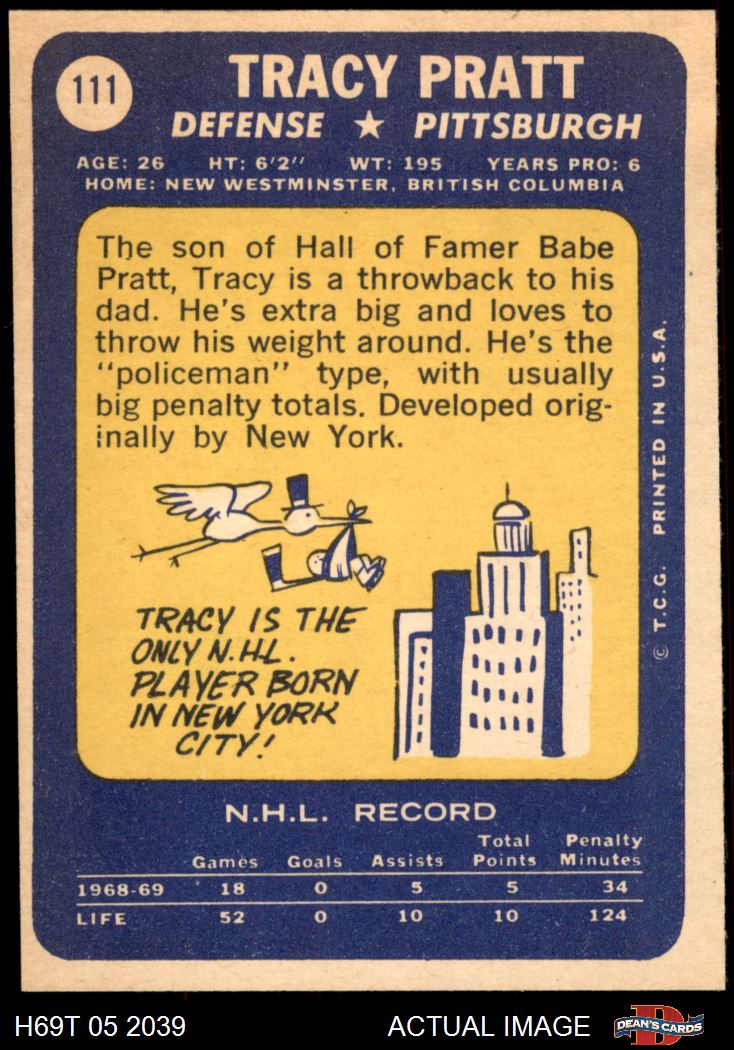 111
TRACY PRATT
DEFENSE ★ PITTSBURGH
AGE: 26 HT: 6'2" WT: 195 YEARS PRO: 6
HOME: NEW WESTMINSTER, BRITISH COLUMBIA
The son of Hall of Famer Babe
Pratt, Tracy is a throwback to his
dad. He's extra big and loves to
throw his weight around. He's the
"policeman" type, with usually
big penalty totals. Developed orig-
inally by New York.
TRACY IS THE
ONLY N.H.L.
PLAYER BORN
IN NEW YORK
CITY!
© T.C.G. PRINTED IN U.S.A.
N.H.L. RECORD
Games Goals Assists Total Points Penalty Minutes
1968-69 18 0 5 5 34
LIFE 52 0 10 10 124
H69T 05 2039 ACTUAL IMAGE
D
DEAN'S CARDS